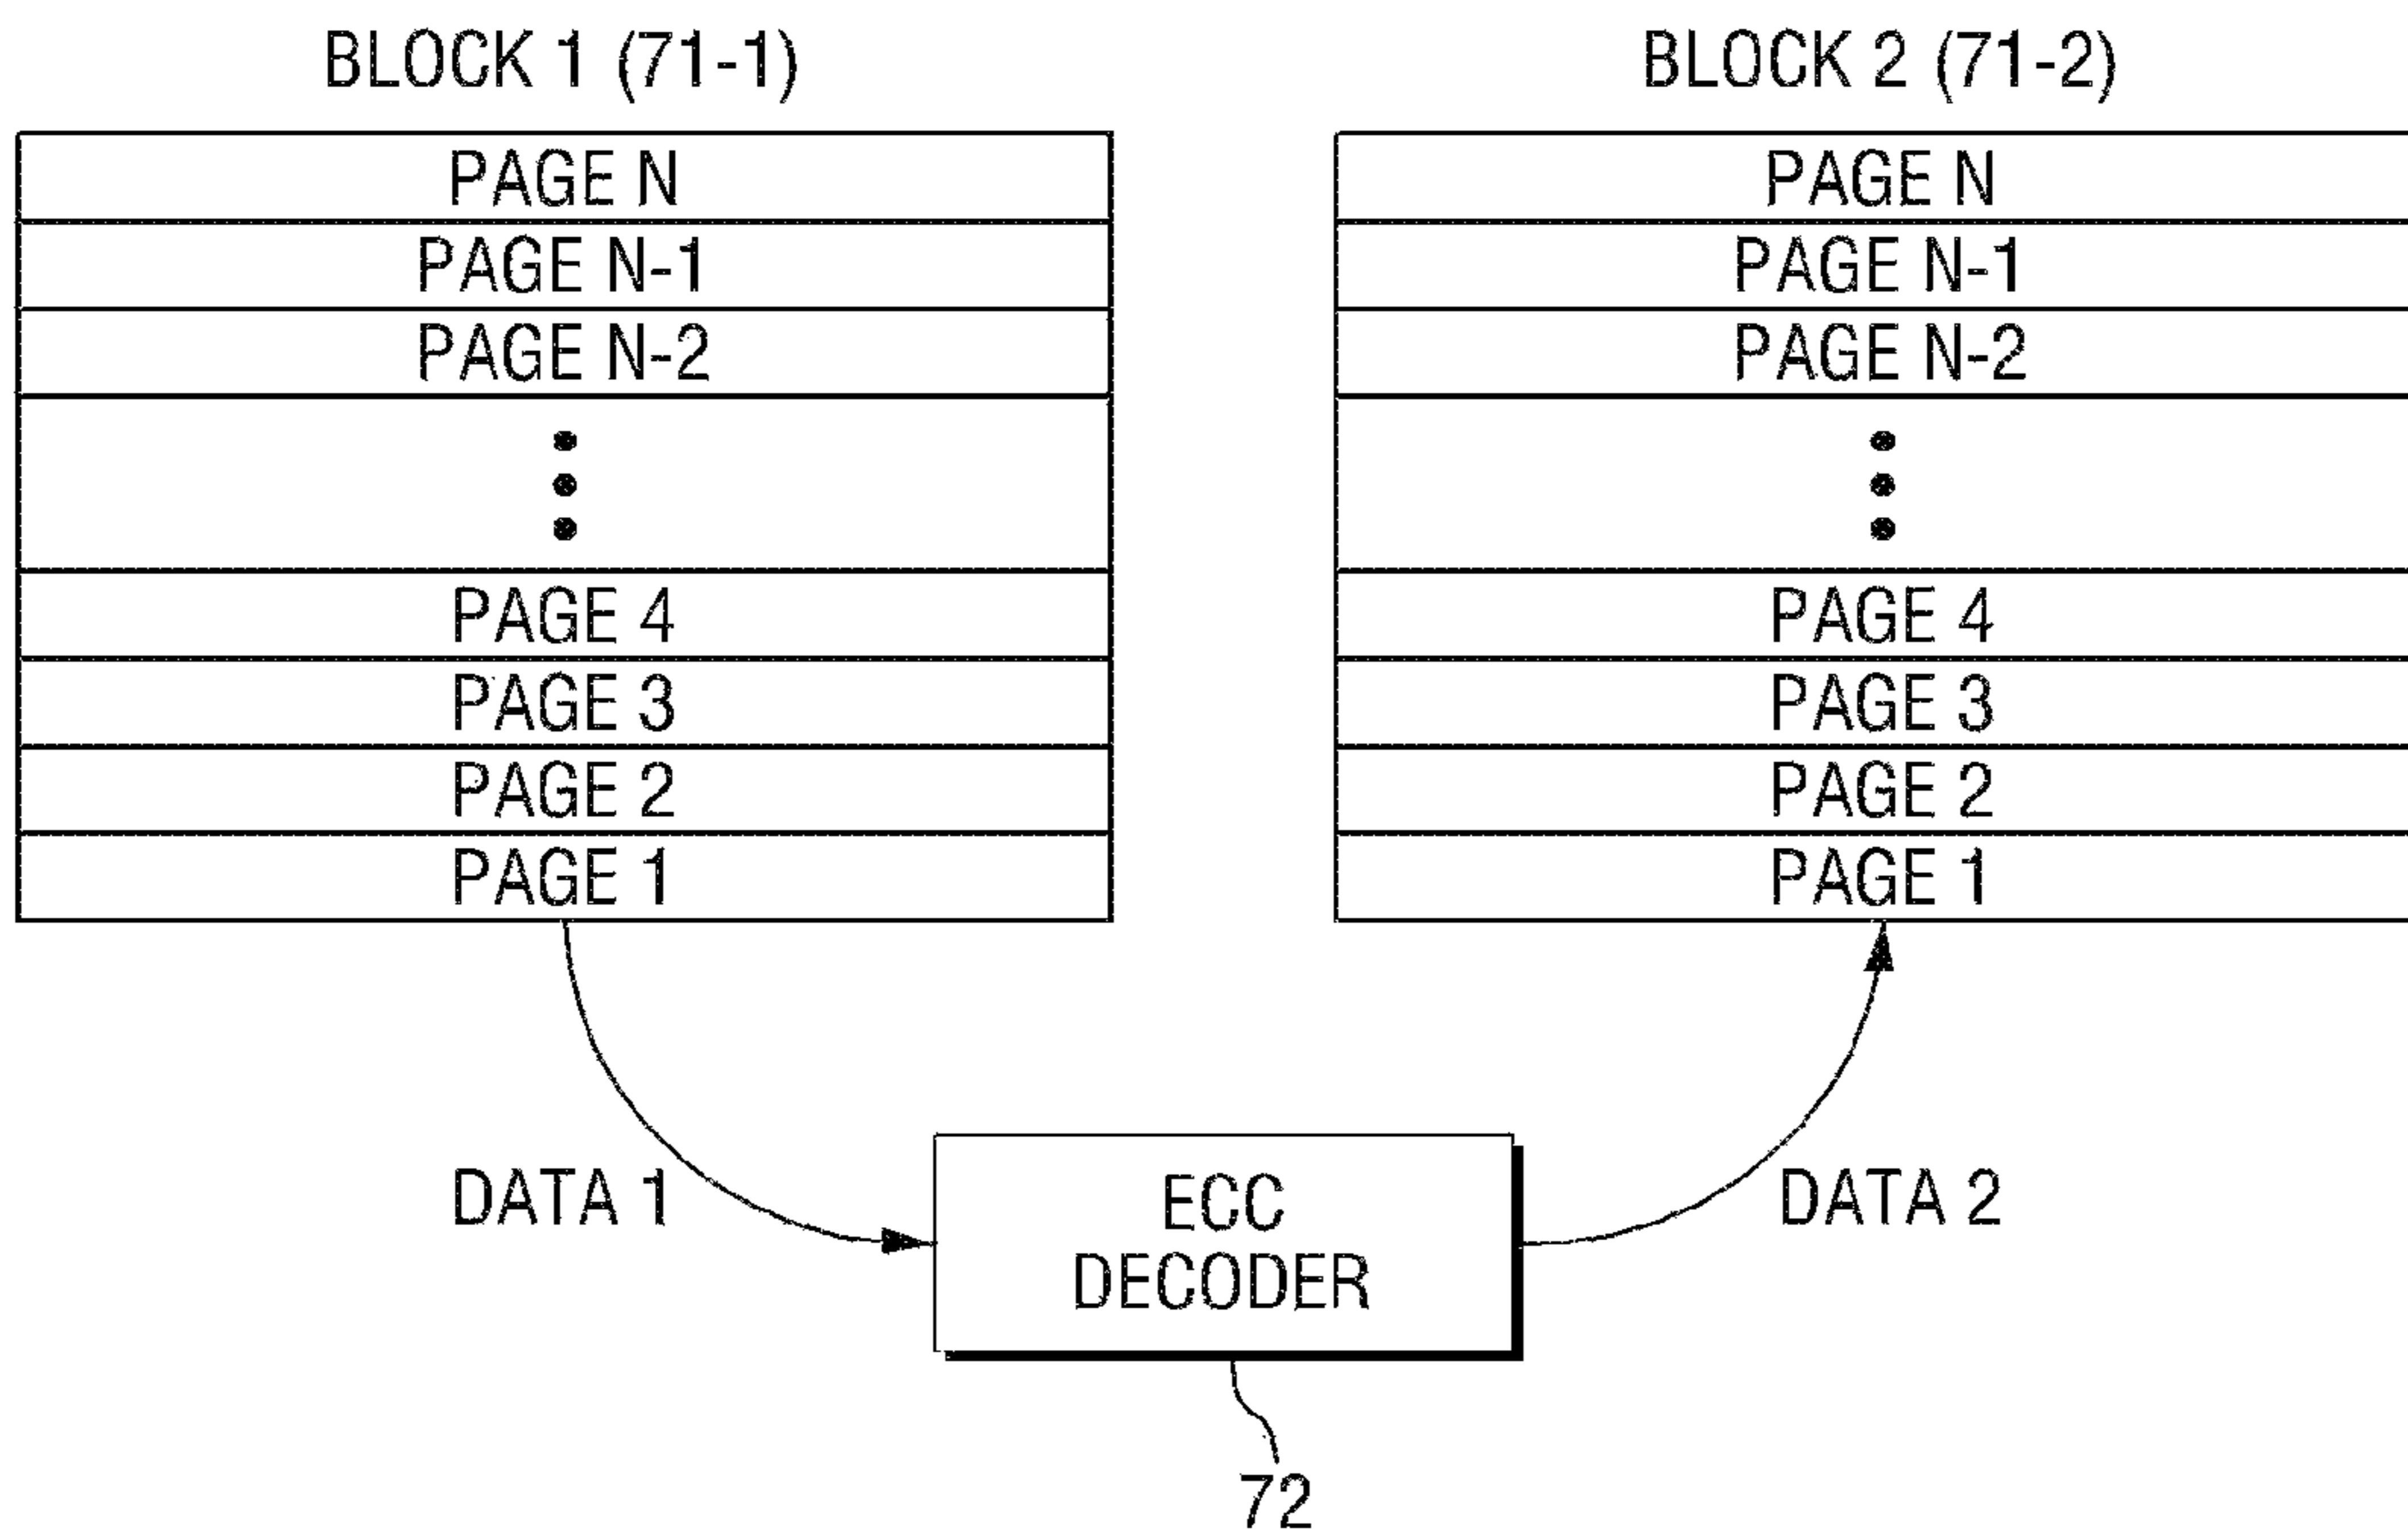 BLOCK 1 (71-1)
PAGE N
PAGE N-1
PAGE N-2
PAGE 4
PAGE 3
PAGE 2
PAGE 1
BLOCK 2 (71-2)
PAGE N
PAGE N-1
PAGE N-2
PAGE 4
PAGE 3
PAGE 2
PAGE 1
DATA 1
ECC
DECODER
DATA 2
72